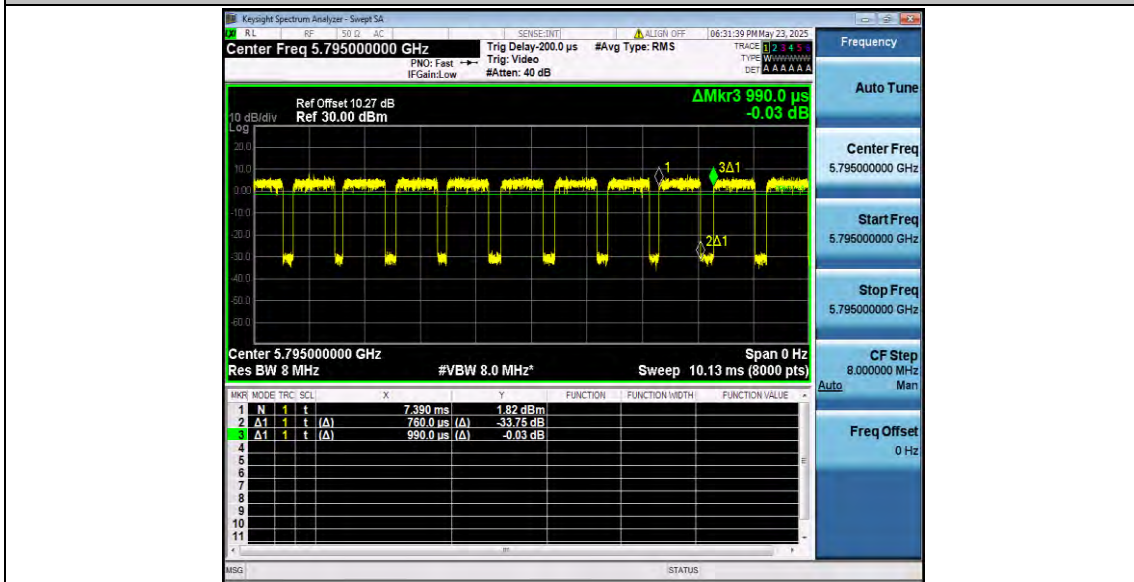 Keysight Spectrum Analyzer - Swept SA
RL RF 50 Ω AC SENSE:INT ALIGN OFF 06:31:39 PM May 23, 2025
Center Freq 5.795000000 GHz
PNO: Fast
IFGain:Low
Trig Delay-200.0 µs
Trig: Video
#Atten: 40 dB
#Avg Type: RMS
TRACE 1 2 3 4 5 6
TYPE WWWWWW
DET A A A A A A
ΔMkr3 990.0 µs
-0.03 dB
Ref Offset 10.27 dB
10 dB/div Ref 30.00 dBm
Log
20.0
10.0
0.00
-10.0
-20.0
-30.0
-40.0
-50.0
-60.0
1
3Δ1
2Δ1
Center 5.795000000 GHz Span 0 Hz
Res BW 8 MHz #VBW 8.0 MHz* Sweep 10.13 ms (8000 pts)
MKR MODE TRC SCL X Y FUNCTION FUNCTION WIDTH FUNCTION VALUE
1 N 1 t 7.390 ms 1.82 dBm
2 Δ1 1 t (Δ) 760.0 µs (Δ) -33.75 dB
3 Δ1 1 t (Δ) 990.0 µs (Δ) -0.03 dB
4
5
6
7
8
9
10
11
MSG STATUS
Frequency
Auto Tune
Center Freq
5.795000000 GHz
Start Freq
5.795000000 GHz
Stop Freq
5.795000000 GHz
CF Step
8.000000 MHz
Auto Man
Freq Offset
0 Hz